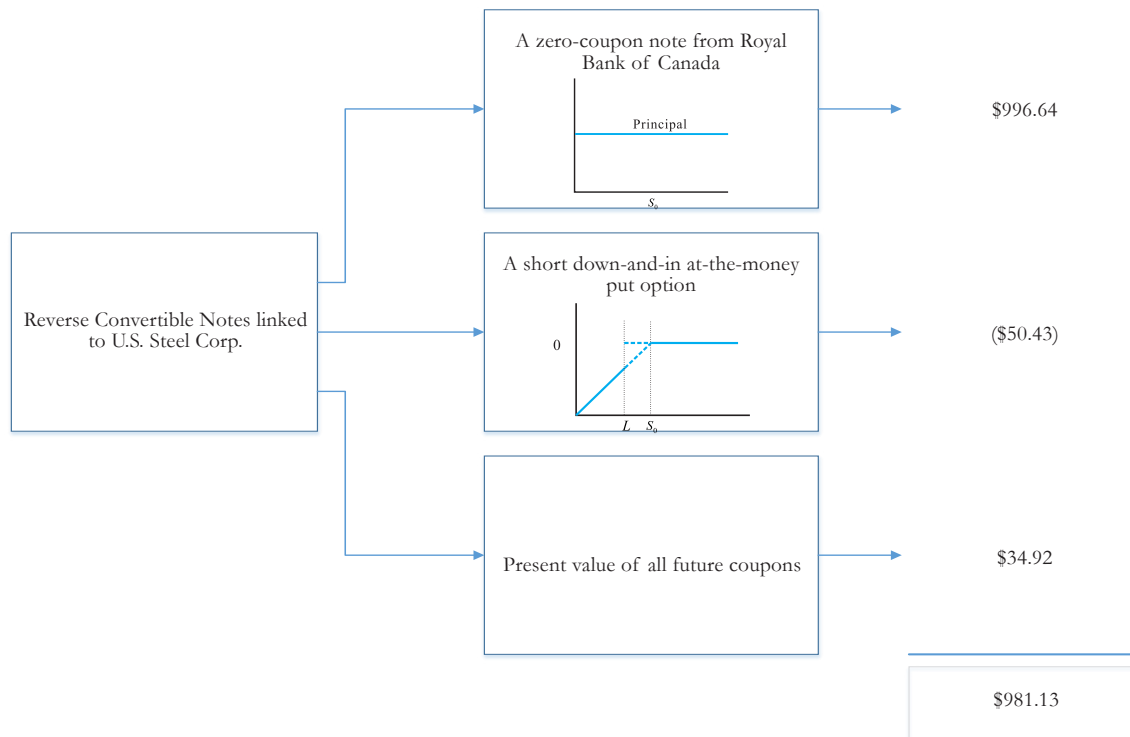 A zero-coupon note from Royal
Bank of Canada
Principal
S₀
$996.64
Reverse Convertible Notes linked
to U.S. Steel Corp.
A short down-and-in at-the-money
put option
0
L S₀
($50.43)
Present value of all future coupons
$34.92
$981.13